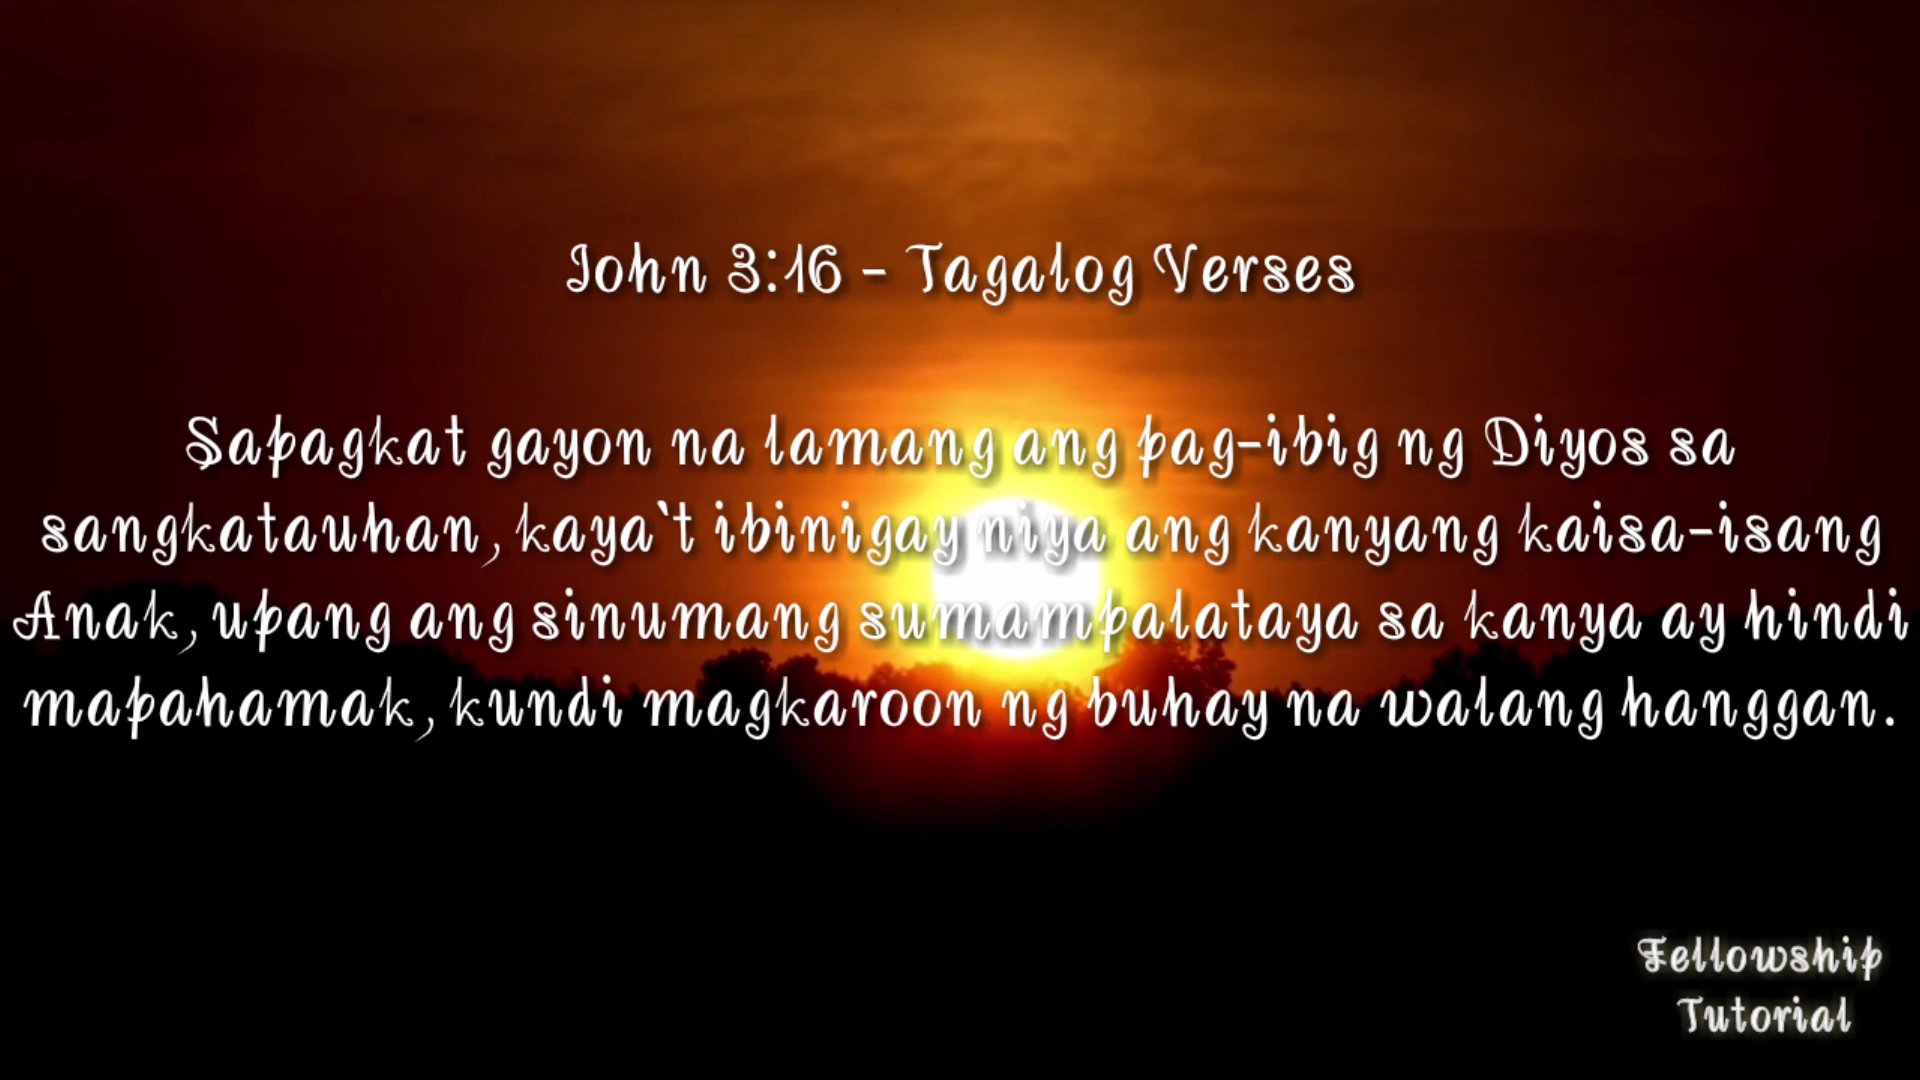 John 3:16 - Tagalog Verses
Sapagkat gayon na lamang ang pag-ibig ng Diyos sa
sangkatauhan, kaya`t ibinigay niya ang kanyang kaisa-isang
Anak, upang ang sinumang sumampalataya sa kanya ay hindi
mapahamak, kundi magkaroon ng buhay na walang hanggan.
Fellowship
Tutorial